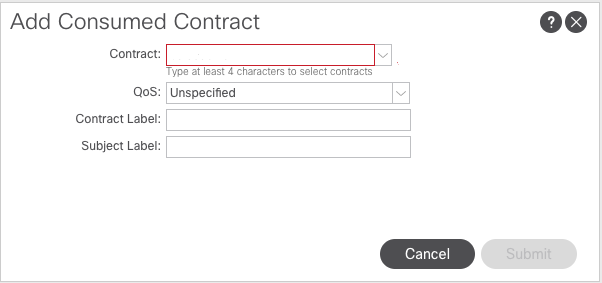 Add Consumed Contract
?
Contract:
Type at least 4 characters to select contracts
QoS: Unspecified
Contract Label:
Subject Label:
Cancel Submit